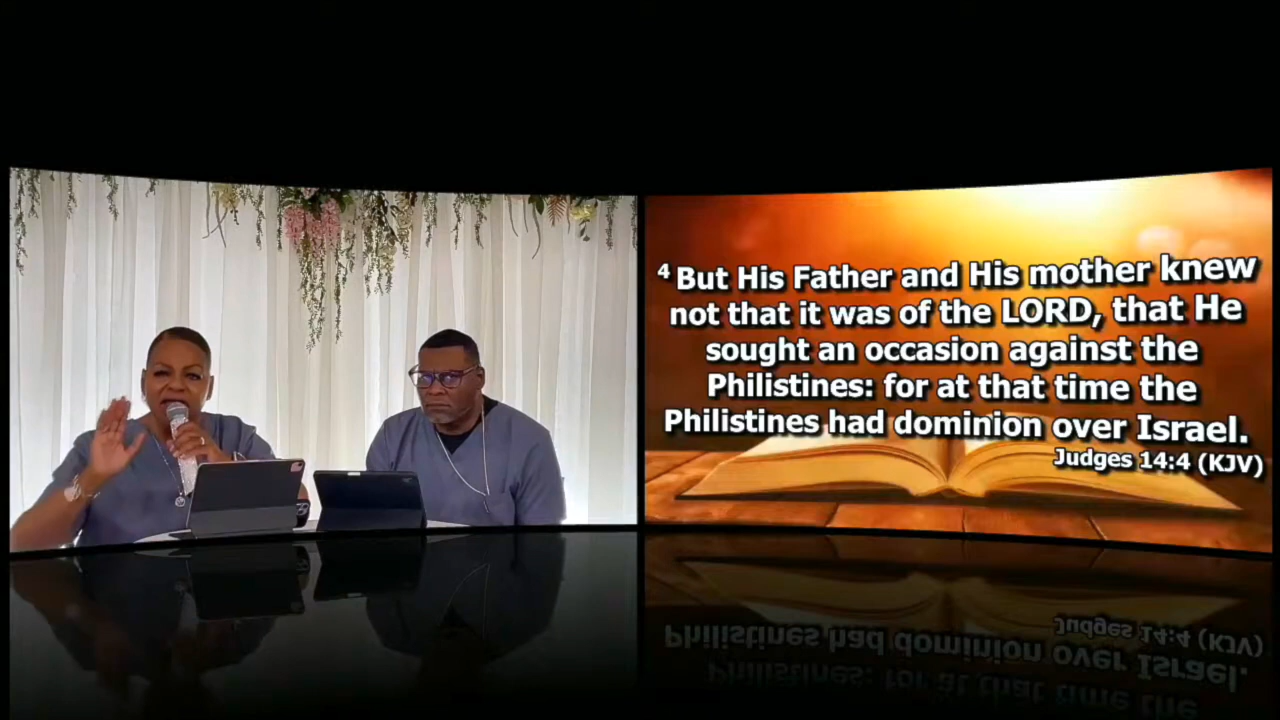 4 But His Father and His mother knew
not that it was of the LORD, that He
sought an occasion against the
Philistines: for at that time the
Philistines had dominion over Israel.
Judges 14:4 (KJV)